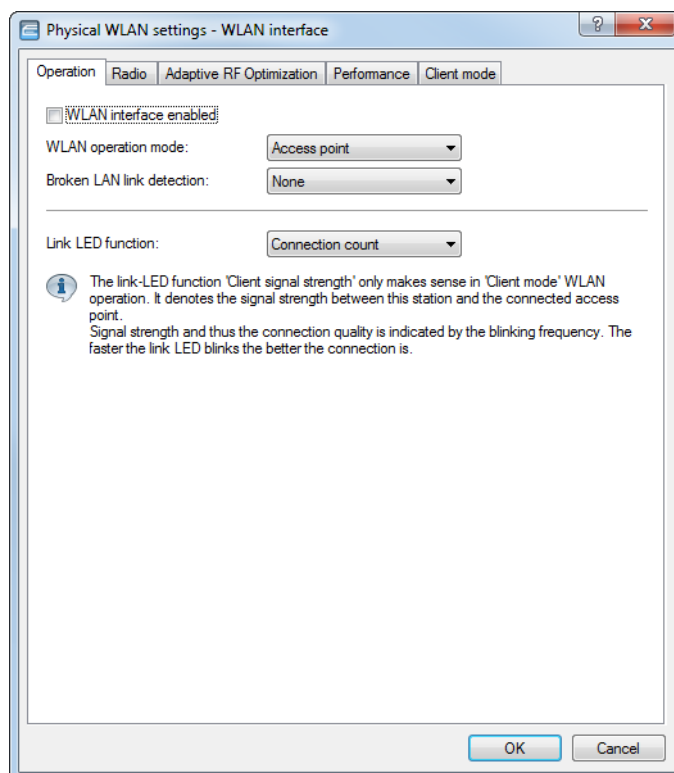 Physical WLAN settings - WLAN interface
Operation Radio Adaptive RF Optimization Performance Client mode
WLAN interface enabled
WLAN operation mode: Access point
Broken LAN link detection: None
Link LED function: Connection count
The link-LED function 'Client signal strength' only makes sense in 'Client mode' WLAN
operation. It denotes the signal strength between this station and the connected access
point.
Signal strength and thus the connection quality is indicated by the blinking frequency. The
faster the link LED blinks the better the connection is.
OK Cancel